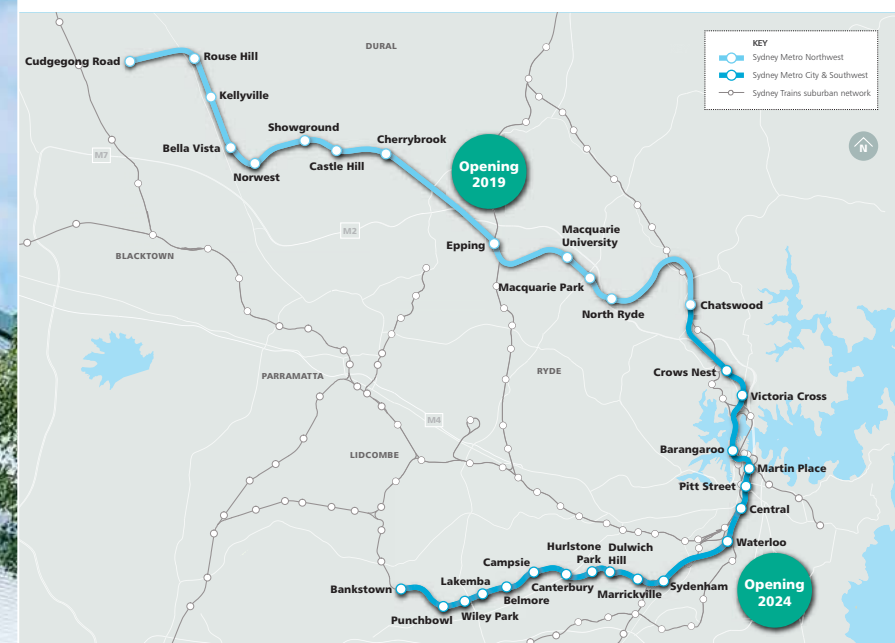 KEY
Sydney Metro Northwest
Sydney Metro City & Southwest
Sydney Trains suburban network
N
DURAL
Cudgegong Road
Rouse Hill
Kellyville
Bella Vista
Norwest
Showground
Castle Hill
Cherrybrook
Opening
2019
M7
M2
BLACKTOWN
Epping
Macquarie
University
Macquarie Park
North Ryde
Chatswood
PARRAMATTA
RYDE
Crows Nest
Victoria Cross
M4
LIDCOMBE
Barangaroo
Martin Place
Pitt Street
Central
Waterloo
Sydenham
Marrickville
Dulwich
Hill
Hurlstone
Park
Canterbury
Campsie
Belmore
Lakemba
Wiley Park
Punchbowl
Bankstown
Opening
2024